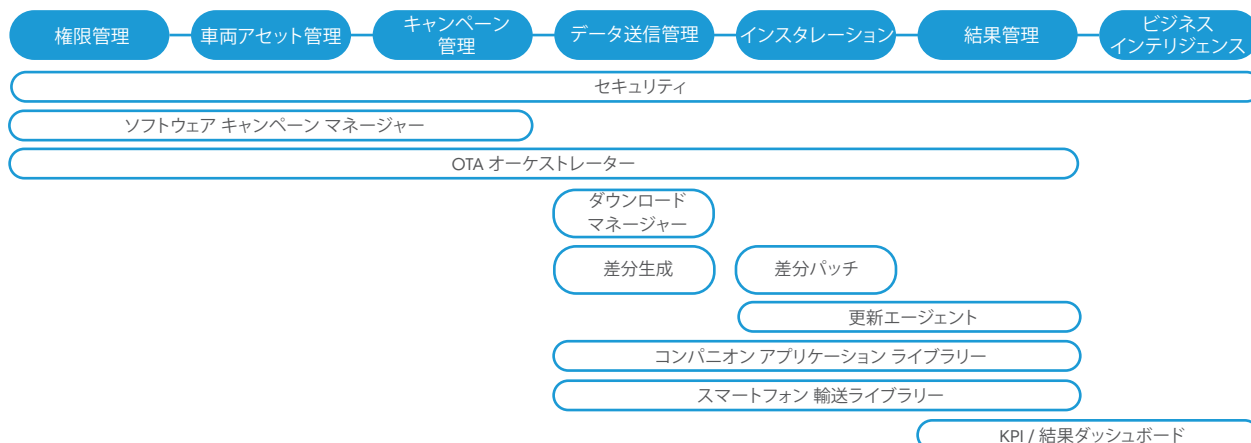 権限管理
車両アセット管理
キャンペーン
管理
データ送信管理
インスタレーション
結果管理
ビジネス
インテリジェンス
セキュリティ
ソフトウェア キャンペーン マネージャー
OTA オーケストレーター
ダウンロード
マネージャー
差分生成
差分パッチ
更新エージェント
コンパニオン アプリケーション ライブラリー
スマートフォン 輸送ライブラリー
KPI / 結果ダッシュボード